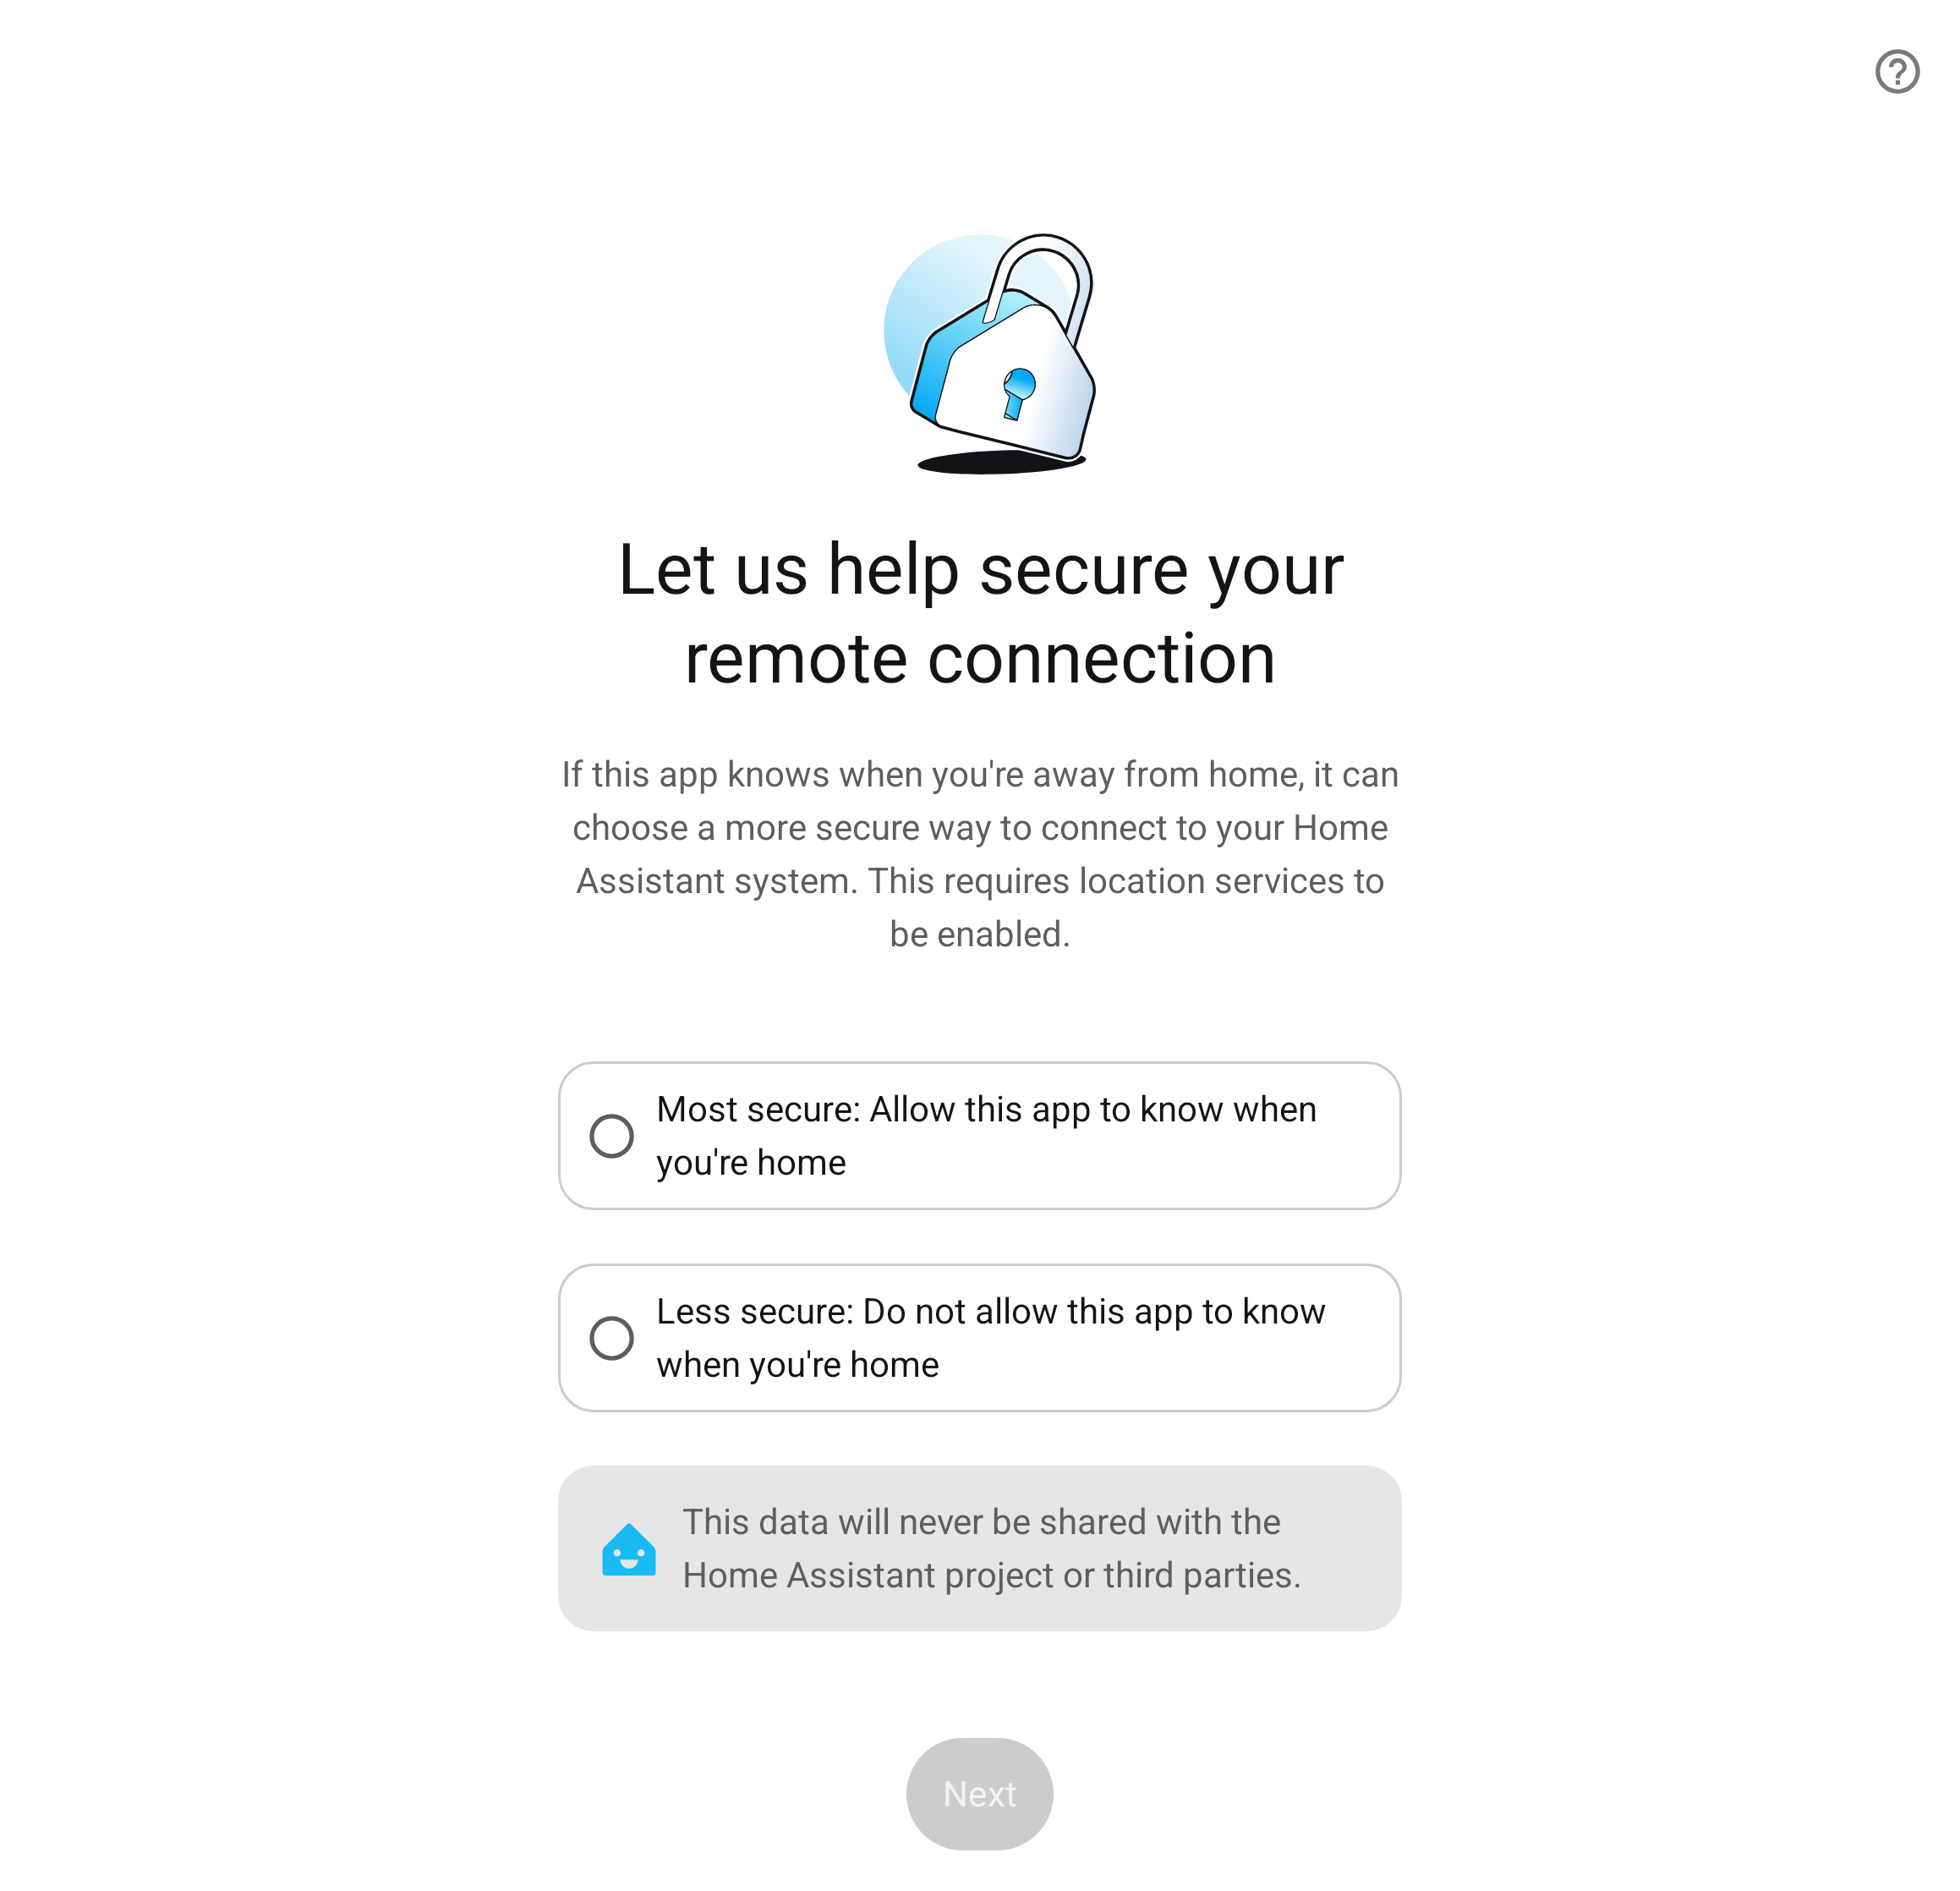 Let us help secure your
remote connection
If this app knows when you're away from home, it can
choose a more secure way to connect to your Home
Assistant system. This requires location services to
be enabled.
Most secure: Allow this app to know when
you're home
Less secure: Do not allow this app to know
when you're home
This data will never be shared with the
Home Assistant project or third parties.
Next